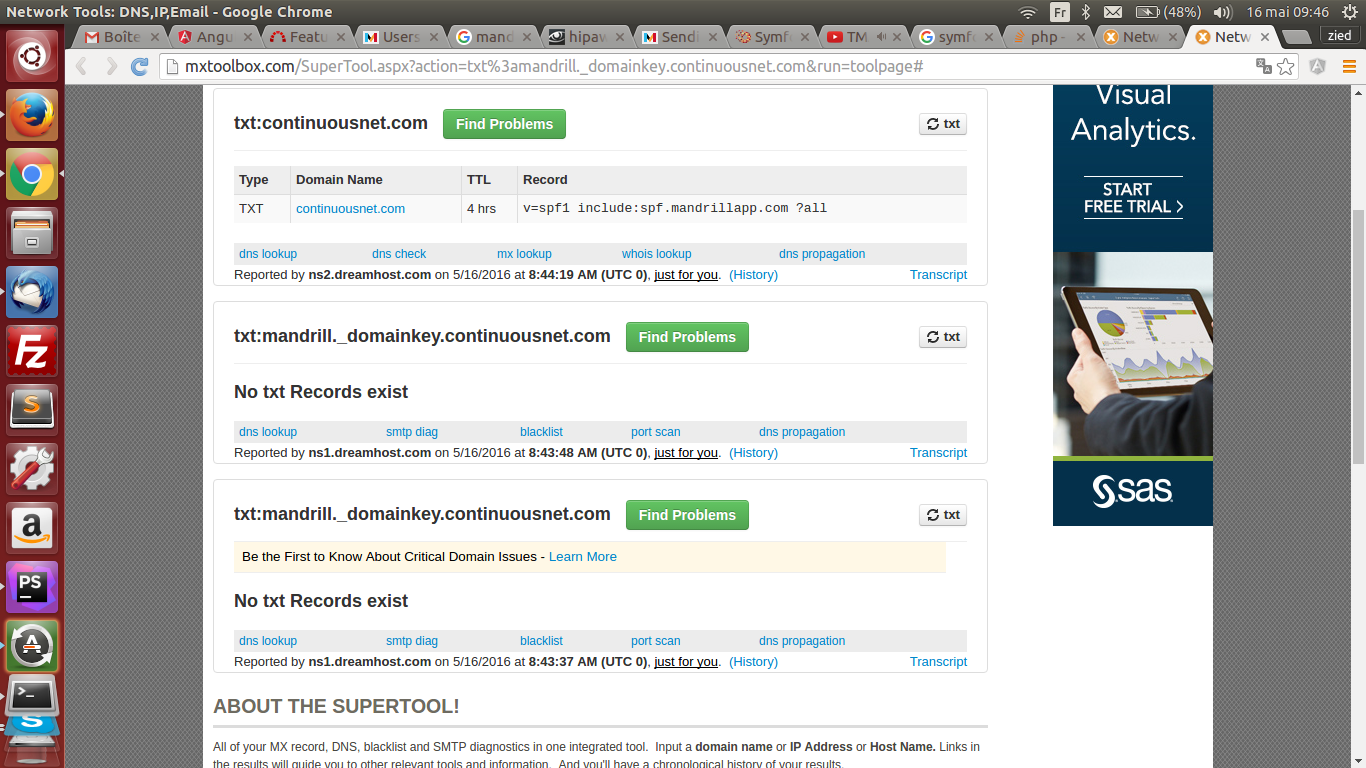 Network Tools: DNS,IP,Email - Google Chrome
Fr
(48%)
16 mai 09:46
Boîte
Angu
Featu
Users
mand
hipaw
Sendi
Symf
TM
symf
php -
Netw
Netw
zied
mxtoolbox.com/SuperTool.aspx?action=txt%3amandrill._domainkey.continuousnet.com&run=toolpage#
txt:continuousnet.com
Find Problems
txt
Type Domain Name TTL Record
TXT continuousnet.com 4 hrs v=spf1 include:spf.mandrillapp.com ?all
dns lookup dns check mx lookup whois lookup dns propagation
Reported by ns2.dreamhost.com on 5/16/2016 at 8:44:19 AM (UTC 0), just for you. (History) Transcript
txt:mandrill._domainkey.continuousnet.com
Find Problems
txt
No txt Records exist
dns lookup smtp diag blacklist port scan dns propagation
Reported by ns1.dreamhost.com on 5/16/2016 at 8:43:48 AM (UTC 0), just for you. (History) Transcript
txt:mandrill._domainkey.continuousnet.com
Find Problems
txt
Be the First to Know About Critical Domain Issues - Learn More
No txt Records exist
dns lookup smtp diag blacklist port scan dns propagation
Reported by ns1.dreamhost.com on 5/16/2016 at 8:43:37 AM (UTC 0), just for you. (History) Transcript
ABOUT THE SUPERTOOL!
All of your MX record, DNS, blacklist and SMTP diagnostics in one integrated tool. Input a domain name or IP Address or Host Name. Links in
the results will guide you to other relevant tools and information. And you'll have a chronological history of your results.
Visual
Analytics.
START
FREE TRIAL >
sas
Fz
S
a
PS
A
S